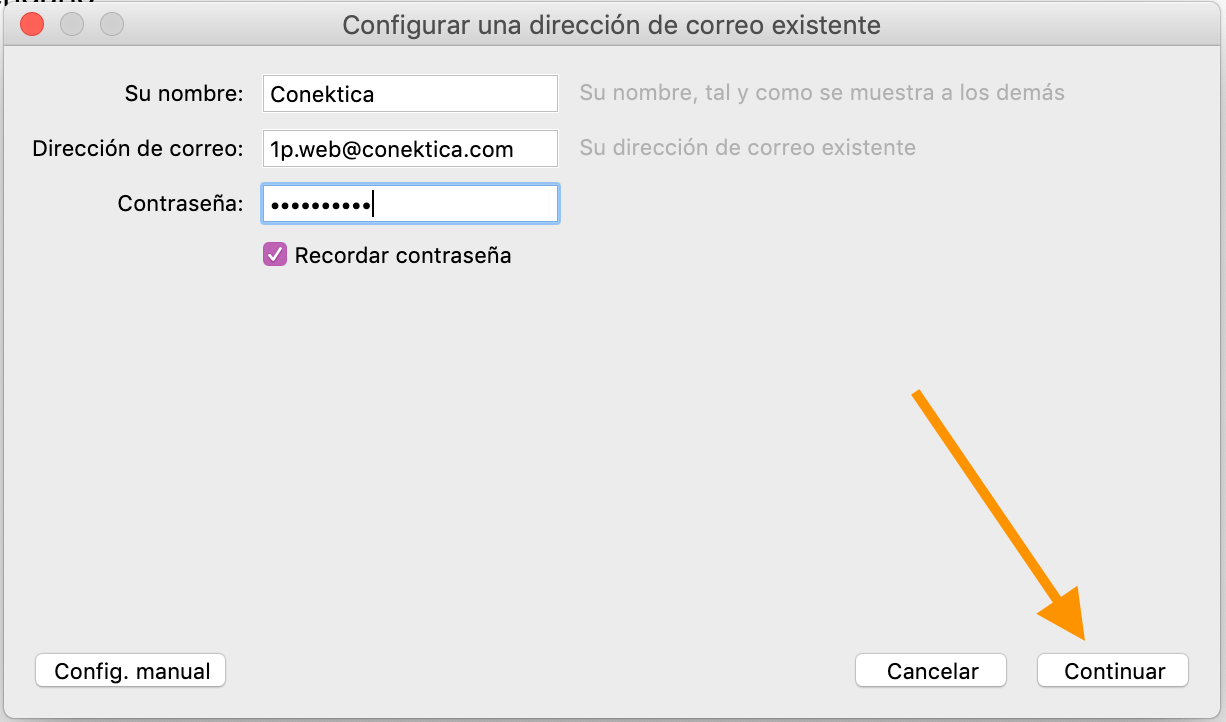 Configurar una dirección de correo existente
Su nombre: Conektica Su nombre, tal y como se muestra a los demás
Dirección de correo: 1p.web@conektica.com Su dirección de correo existente
Contraseña: ••••••••••
Recordar contraseña
Config. manual Cancelar Continuar